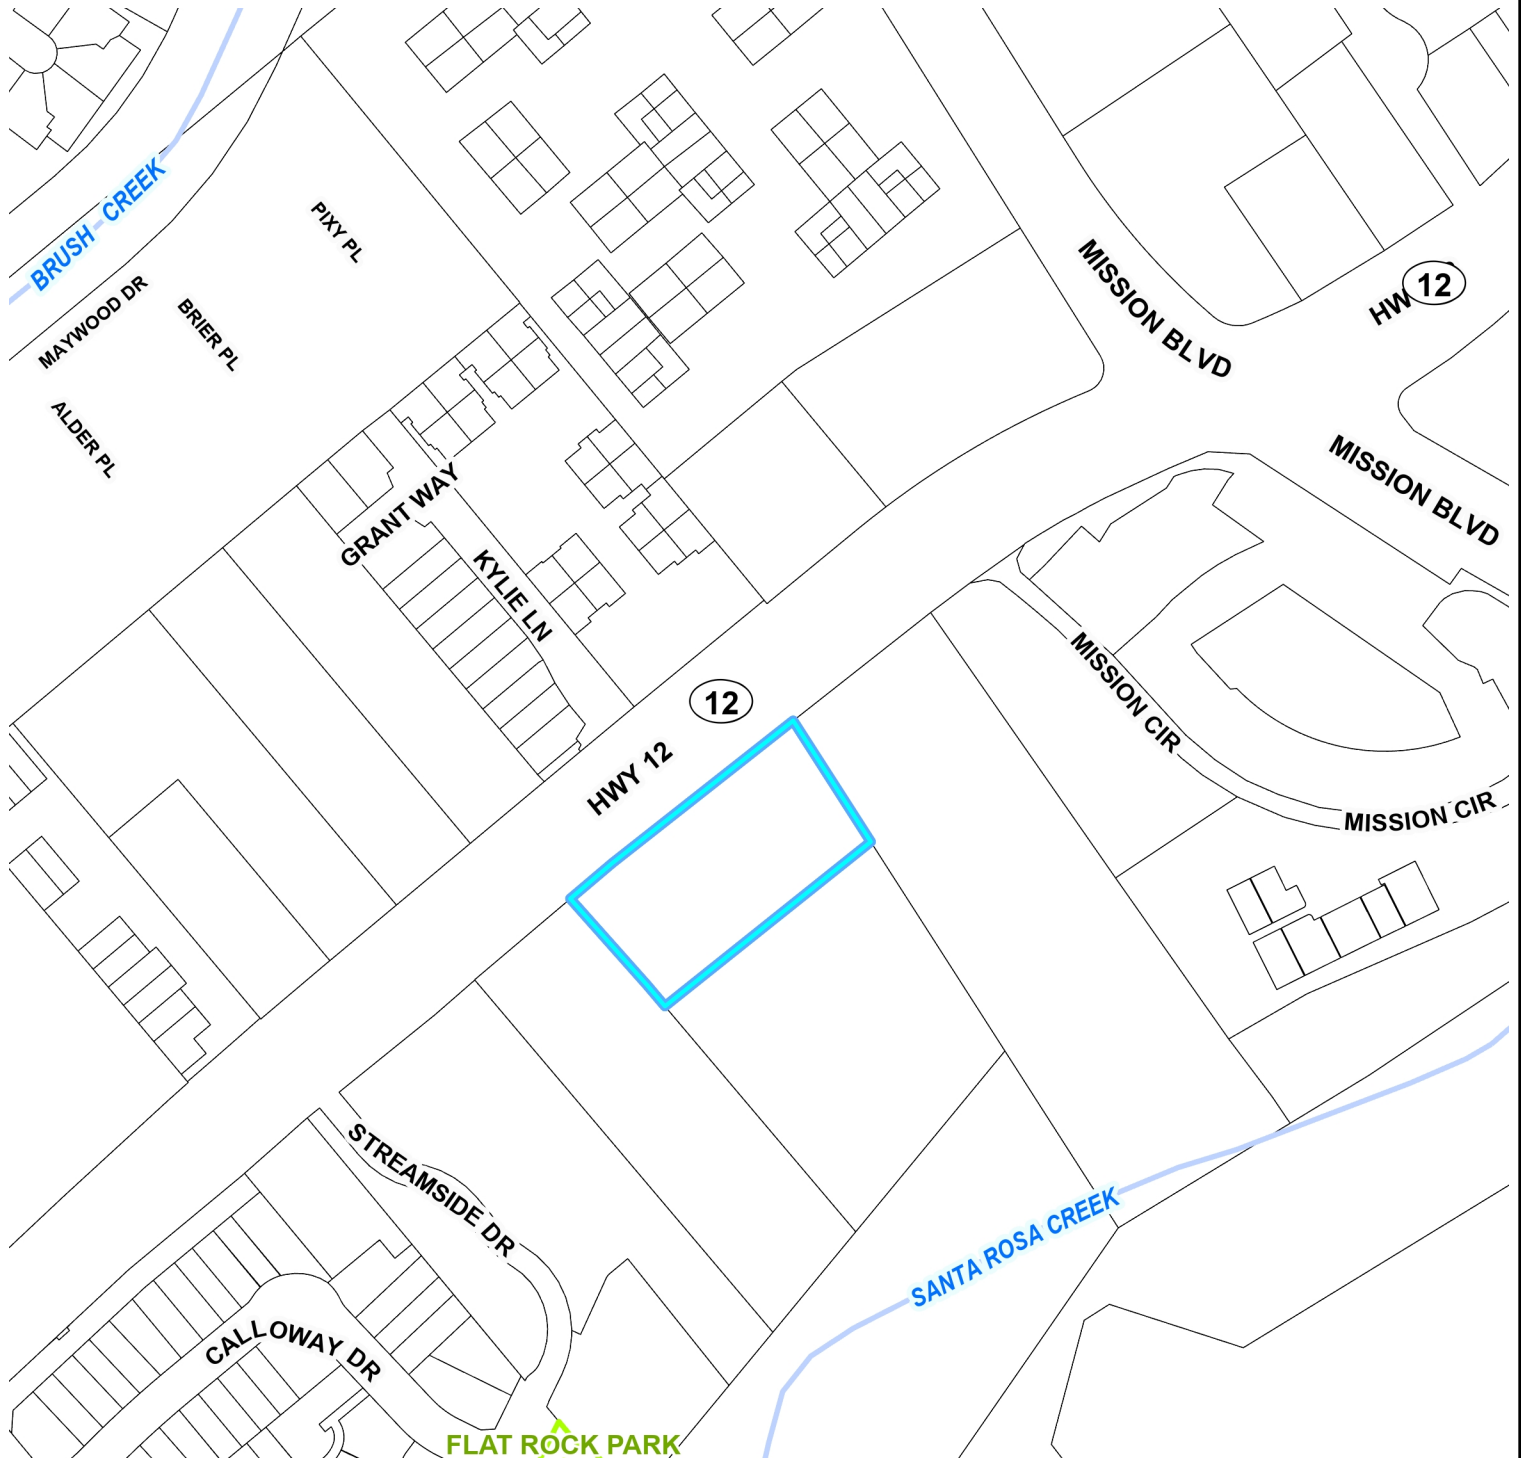 BRUSH CREEK
PIXY PL
MAYWOOD DR
BRIER PL
ALDER PL
MISSION BLVD
12
MISSION BLVD
GRANT WAY
KYLIE LN
MISSION CIR
12
HWY 12
MISSION CIR
STREAMSIDE DR
SANTA ROSA CREEK
CALLOWAY DR
FLAT ROCK PARK